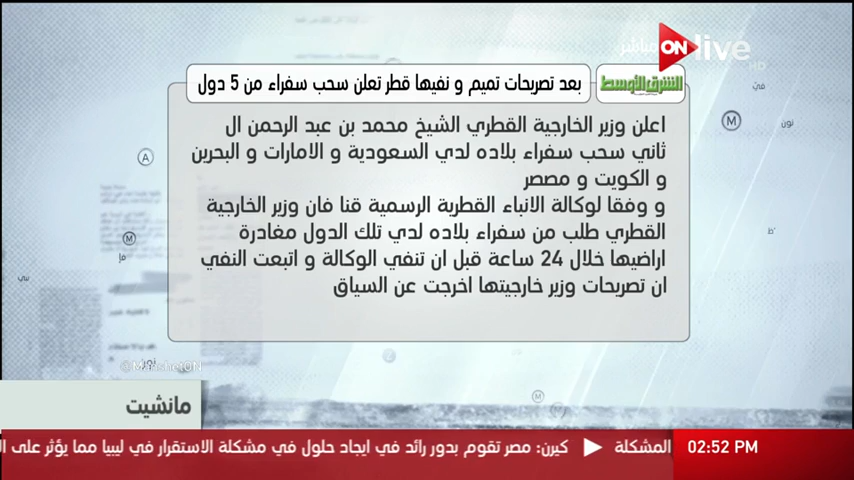 مباشر ON live
الشرق الأوسط
بعد تصريحات تميم و نفيها قطر تعلن سحب سفراء من 5 دول
اعلن وزير الخارجية القطري الشيخ محمد بن عبد الرحمن ال
ثاني سحب سفراء بلاده لدي السعودية و الامارات و البحرين
و الكويت و مصصر
و وفقا لوكالة الانباء القطرية الرسمية قنا فان وزير الخارجية
القطري طلب من سفراء بلاده لدي تلك الدول مغادرة
اراضيها خلال 24 ساعة قبل ان تنفي الوكالة و اتبعت النفي
ان تصريحات وزير خارجيتها اخرجت عن السياق
M
A
M
نون
نون
M
مانشيت
المشكلة ◀ كيرن: مصر تقوم بدور رائد في ايجاد حلول في مشكلة الاستقرار في ليبيا مما يؤثر على
02:52 PM